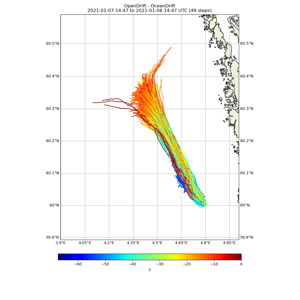 OpenDrift - OceanDrift
2021-01-07 14:47 to 2021-01-08 14:47 UTC (49 steps)
60.5°N 60.5°N
60.4°N 60.4°N
60.3°N 60.3°N
60.2°N 60.2°N
60.1°N 60.1°N
60°N 60°N
59.9°N 59.9°N
3.9°E 4.05°E 4.2°E 4.35°E 4.5°E 4.65°E 4.8°E 4.95°E
−60 −50 −40 −30 −20 −10 0
z